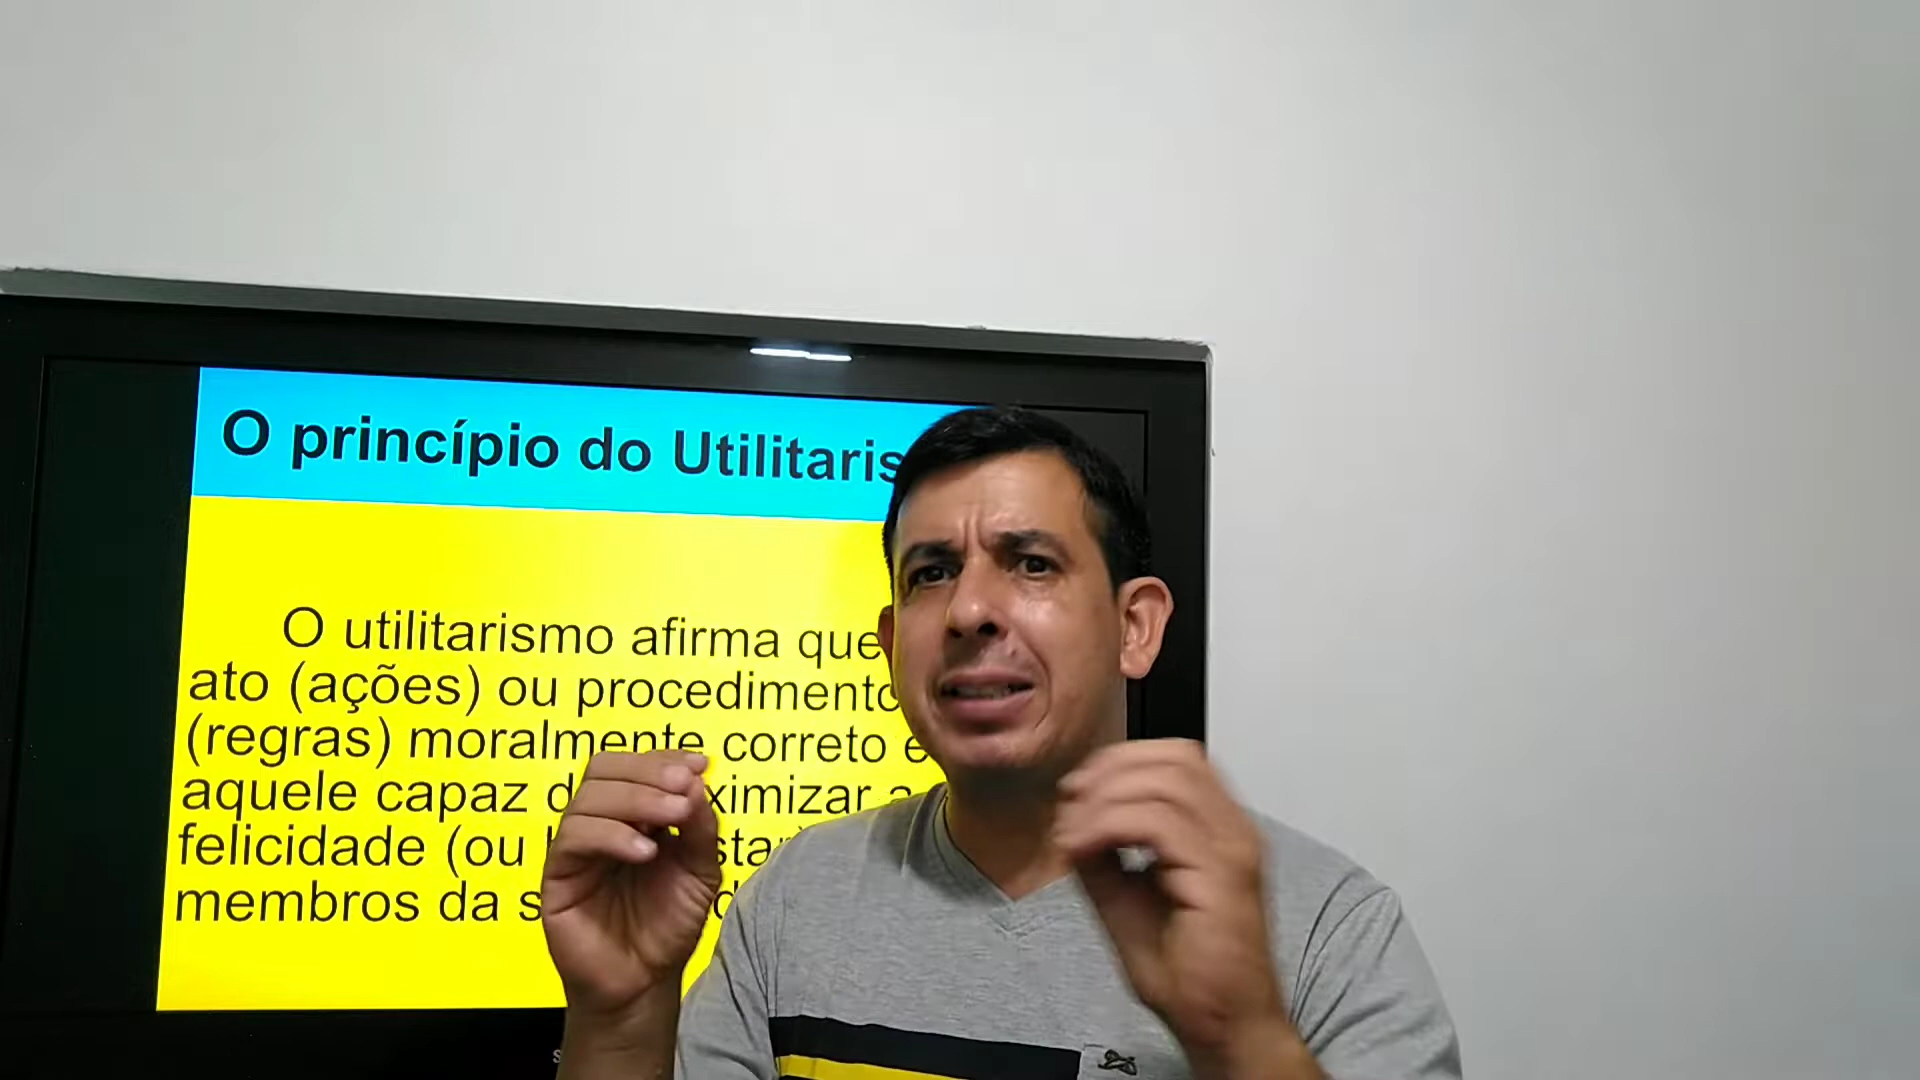 O princípio do Utilitaris
O utilitarismo afirma que
ato (ações) ou procedimento
(regras) moralmente correto é
aquele capaz d ximizar a
felicidade (ou
membros da s